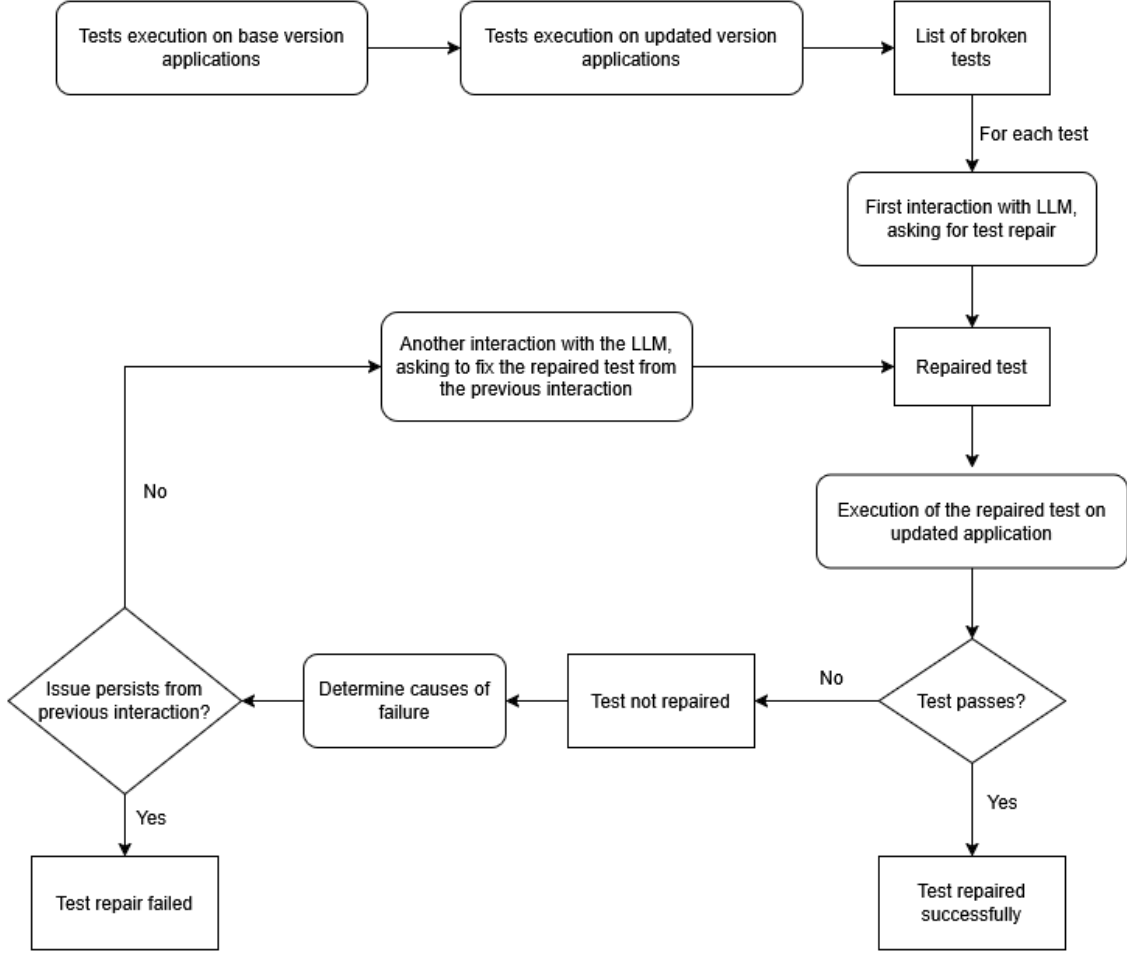 Tests execution on base version
applications
Tests execution on updated version
applications
List of broken
tests
For each test
First interaction with LLM,
asking for test repair
Another interaction with the LLM,
asking to fix the repaired test from
the previous interaction
Repaired test
No
Execution of the repaired test on
updated application
Issue persists from
previous interaction?
Determine causes of
failure
Test not repaired
No
Test passes?
Yes
Yes
Test repair failed
Test repaired
successfully